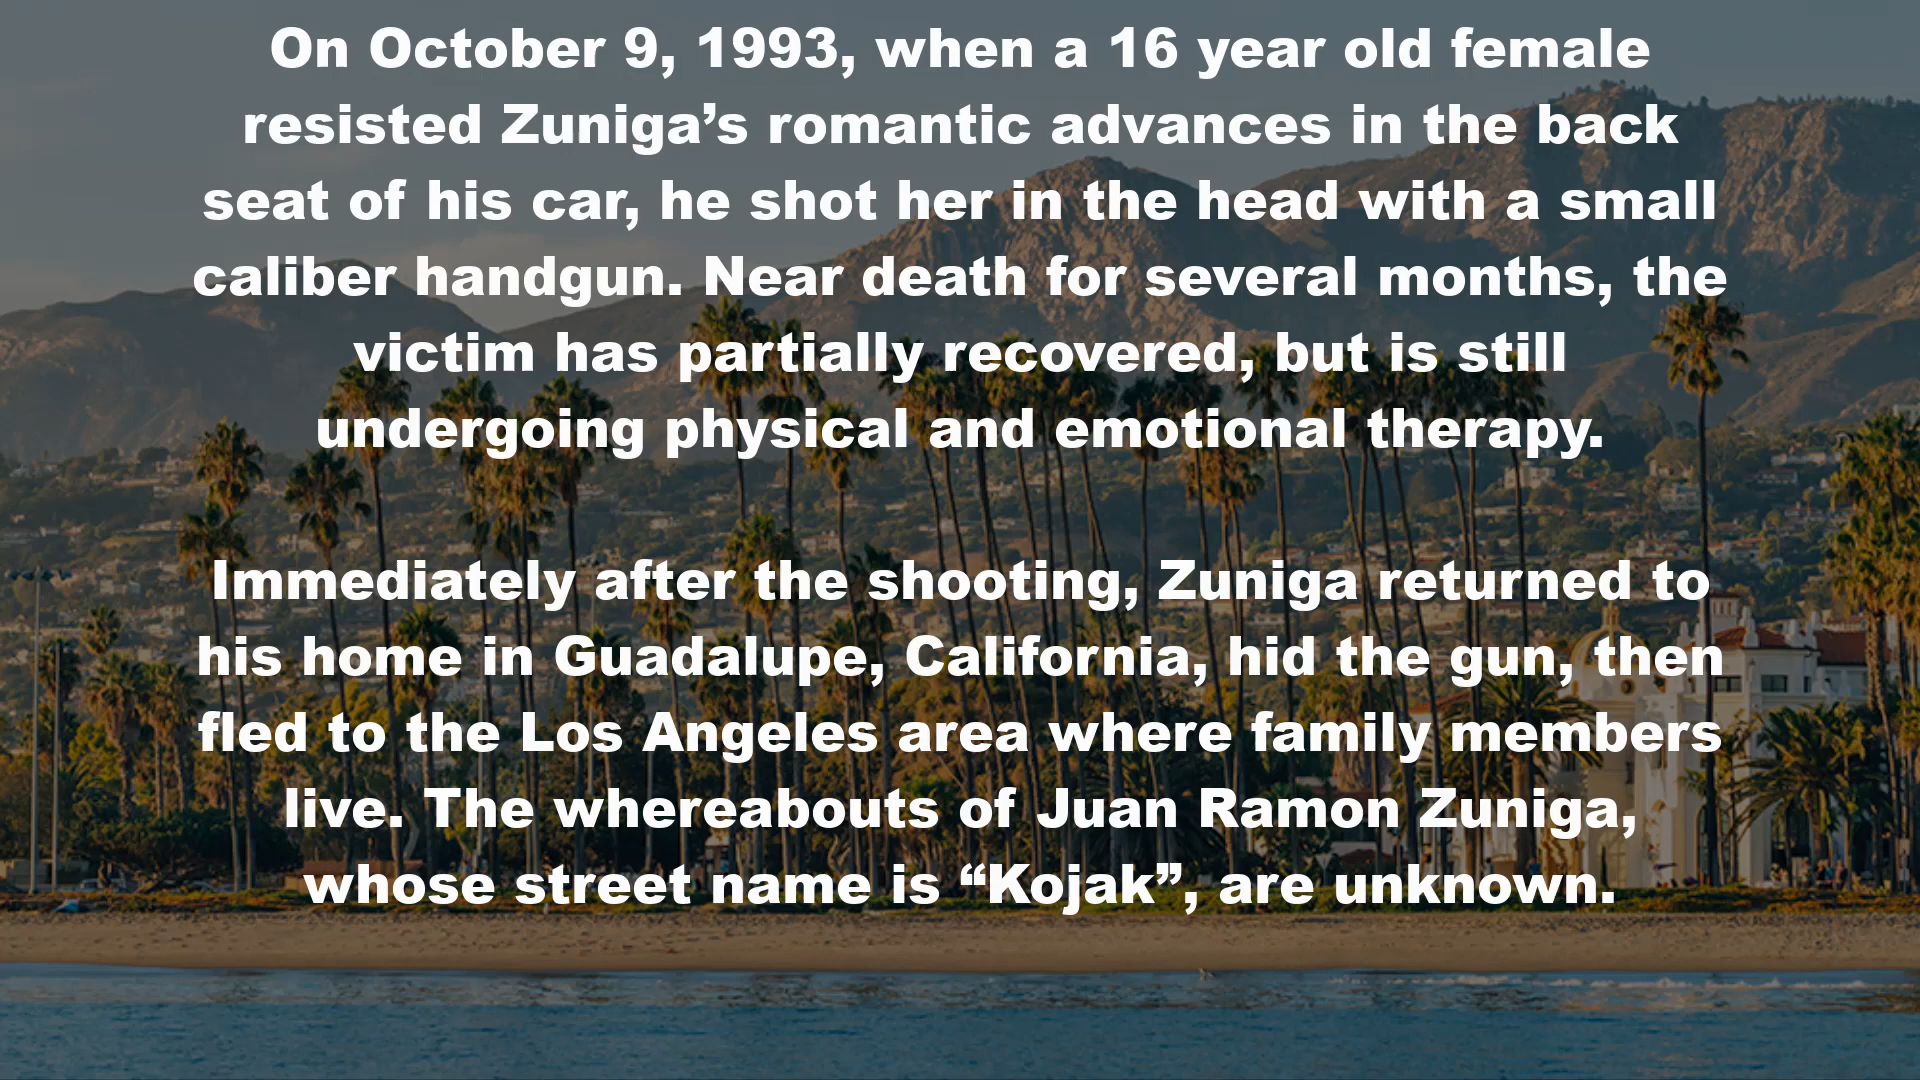 On October 9, 1993, when a 16 year old female
resisted Zuniga’s romantic advances in the back
seat of his car, he shot her in the head with a small
caliber handgun. Near death for several months, the
victim has partially recovered, but is still
undergoing physical and emotional therapy.
Immediately after the shooting, Zuniga returned to
his home in Guadalupe, California, hid the gun, then
fled to the Los Angeles area where family members
live. The whereabouts of Juan Ramon Zuniga,
whose street name is “Kojak”, are unknown.